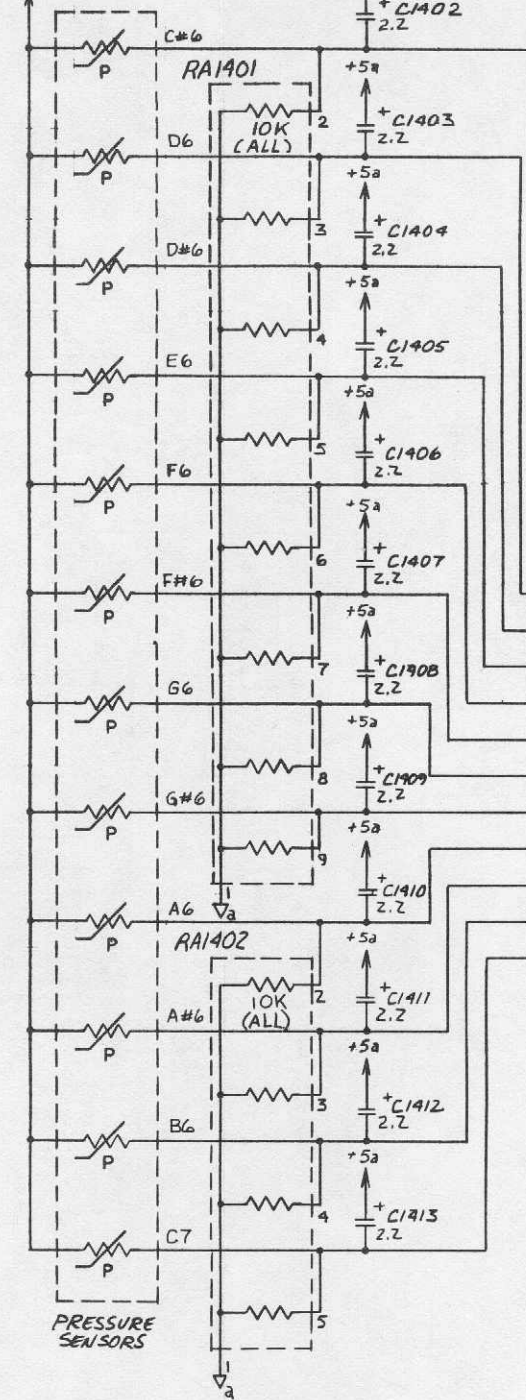 + C1402
2.2
C#6
P
RA1401
+5a
10K
(ALL)
2
+ C1403
2.2
D6
P
+5a
3
+ C1404
2.2
D#6
P
+5a
4
+ C1405
2.2
E6
P
+5a
5
+ C1406
2.2
F6
P
+5a
6
+ C1407
2.2
F#6
P
+5a
7
+ C1408
2.2
G6
P
+5a
8
+ C1409
2.2
G#6
P
+5a
9
+ C1410
2.2
1
a
A6
P
RA1402
+5a
10K
(ALL)
2
+ C1411
2.2
A#6
P
+5a
3
+ C1412
2.2
B6
P
+5a
4
+ C1413
2.2
C7
P
5
PRESSURE
SENSORS
1
a